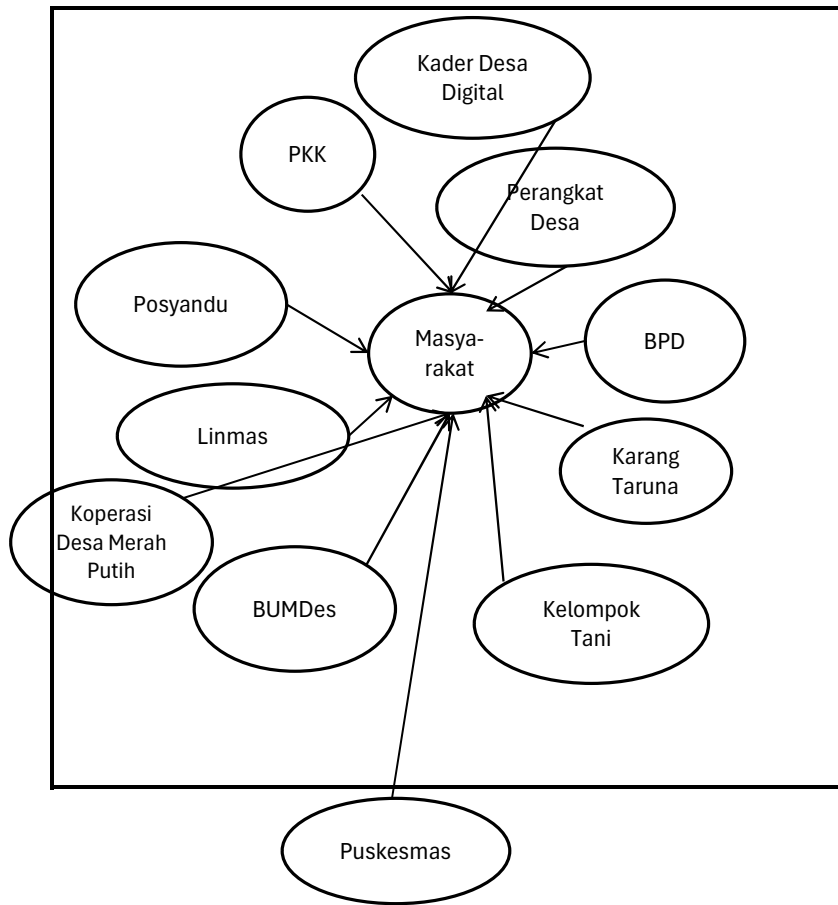 Kader Desa
Digital
PKK
Perangkat
Desa
Posyandu
Masya-
rakat
BPD
Linmas
Karang
Taruna
Koperasi
Desa Merah
Putih
BUMDes
Kelompok
Tani
Puskesmas